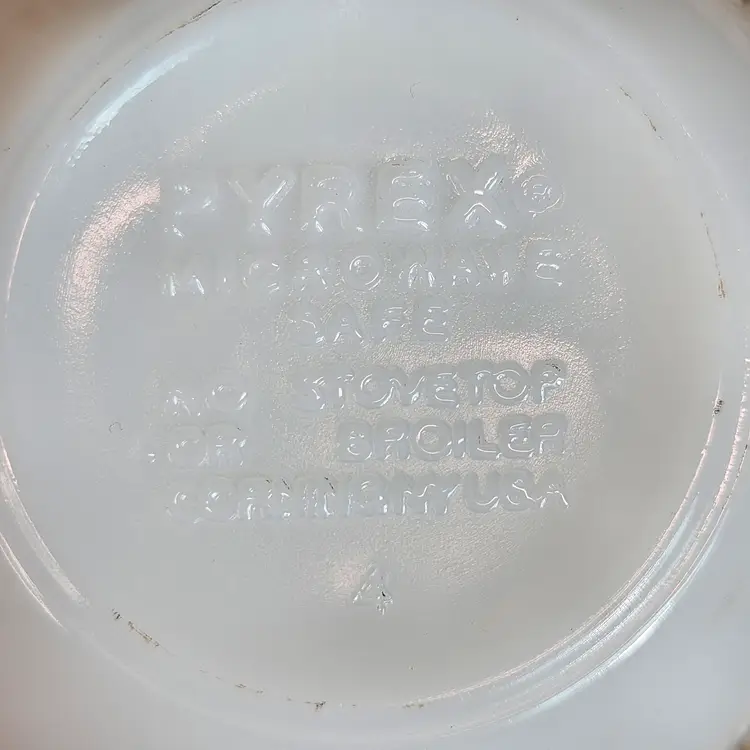 PYREX®
MICROWAVE
SAFE
NO STOVETOP
OR BROILER
CORNING NY USA
4